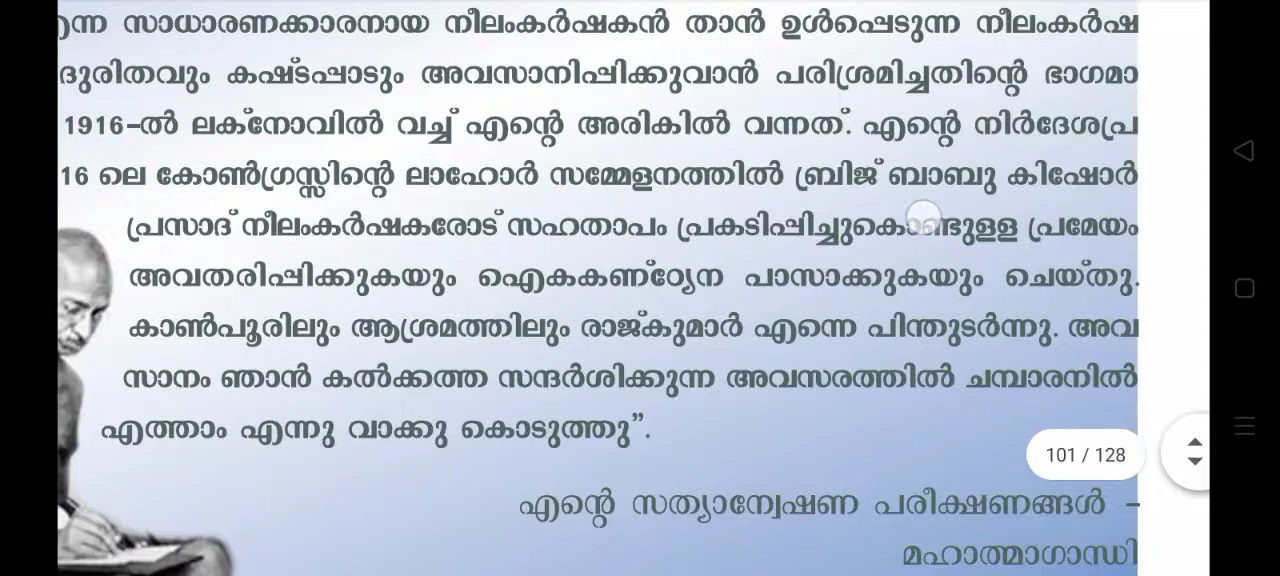 ന്ന സാധാരണക്കാരനായ നീലംകർഷകൻ താൻ ഉൾപ്പെടുന്ന നീലംകർഷ
ദുരിതവും കഷ്ടപ്പാടും അവസാനിപ്പിക്കുവാൻ പരിശ്രമിച്ചതിന്റെ ഭാഗമാ
1916-ൽ ലക്നോവിൽ വച്ച് എന്റെ അരികിൽ വന്നത്. എന്റെ നിർദേശപ്ര
16 ലെ കോൺഗ്രസ്സിന്റെ ലാഹോർ സമ്മേളനത്തിൽ ബ്രിജ് ബാബു കിഷോർ
പ്രസാദ് നീലംകർഷകരോട് സഹതാപം പ്രകടിപ്പിച്ചുകൊണ്ടുളള പ്രമേയം
അവതരിപ്പിക്കുകയും ഐകകണ്ഠ്യേന പാസാക്കുകയും ചെയ്തു.
കാൺപൂരിലും ആശ്രമത്തിലും രാജ്കുമാർ എന്നെ പിന്തുടർന്നു. അവ
സാനം ഞാൻ കൽക്കത്ത സന്ദർശിക്കുന്ന അവസരത്തിൽ ചമ്പാരനിൽ
എത്താം എന്നു വാക്കു കൊടുത്തു”.
101 / 128
എന്റെ സത്യാന്വേഷണ പരീക്ഷണങ്ങൾ –
മഹാത്മാഗാന്ധി